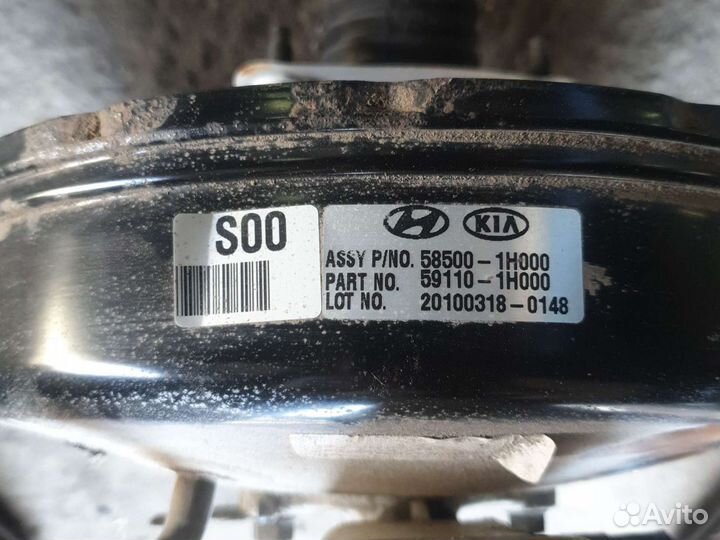 S00
KIA
ASSY P/NO. 58500-1H000
PART NO. 59110-1H000
LOT NO. 20100318-0148
Avito